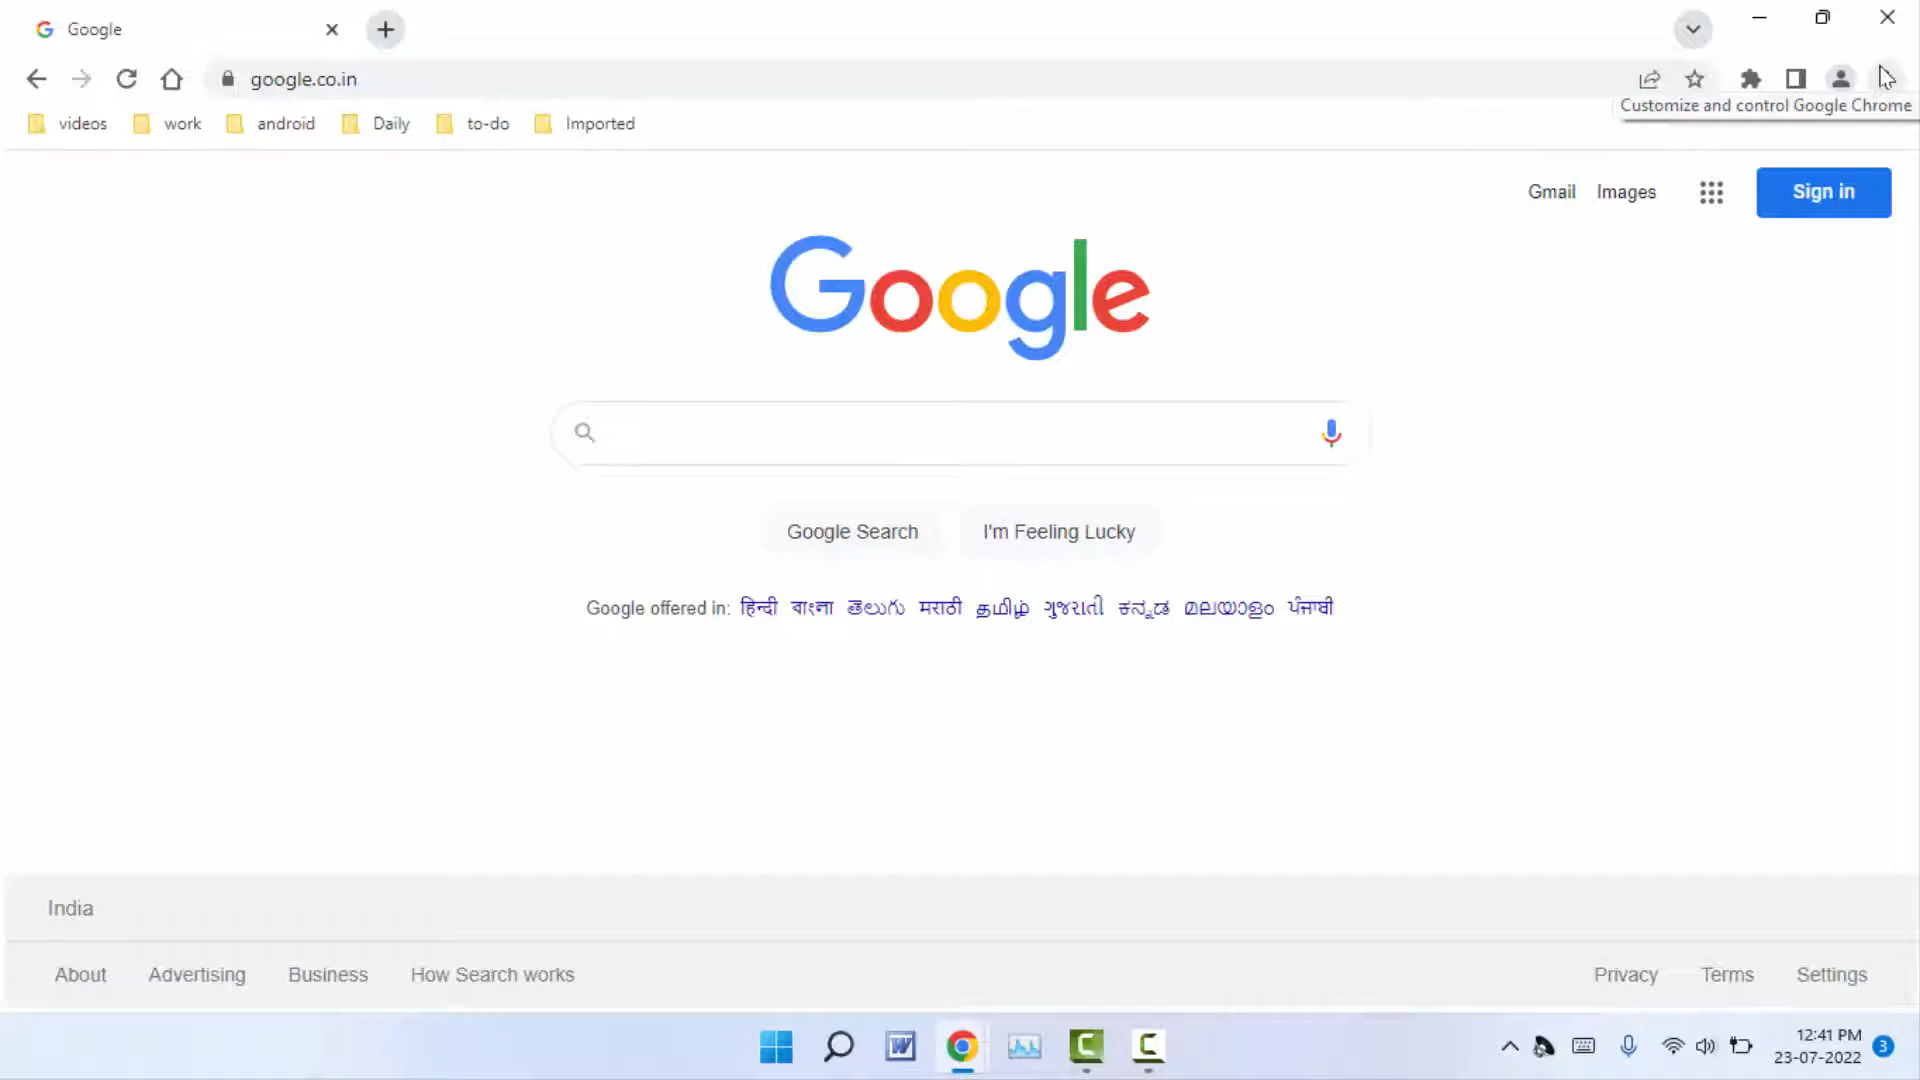 Google
google.co.in
Customize and control Google Chrome
videos work android Daily to-do Imported
Gmail Images Sign in
Google
Google Search I'm Feeling Lucky
Google offered in: हिन्दी বাংলা తెలుగు मराठी தமிழ் ગુજરાતી ಕನ್ನಡ മലയാളം ਪੰਜਾਬੀ
India
About Advertising Business How Search works Privacy Terms Settings
12:41 PM
23-07-2022 3